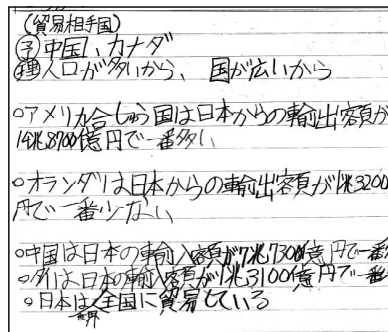 (貿易相手国)
予 中国、カナダ
理 人口が多いから、国が広いから
○アメリカ合しゅう国は日本からの輸出額が
14兆8700億円で一番多い
○オランダは日本からの輸出額が1兆3200
円で一番少ない
○中国は日本の輸入額が7兆7300億円で一番
○タイは日本の輸入額が1兆3100億円で一番
○日本は全国に貿易している
世界